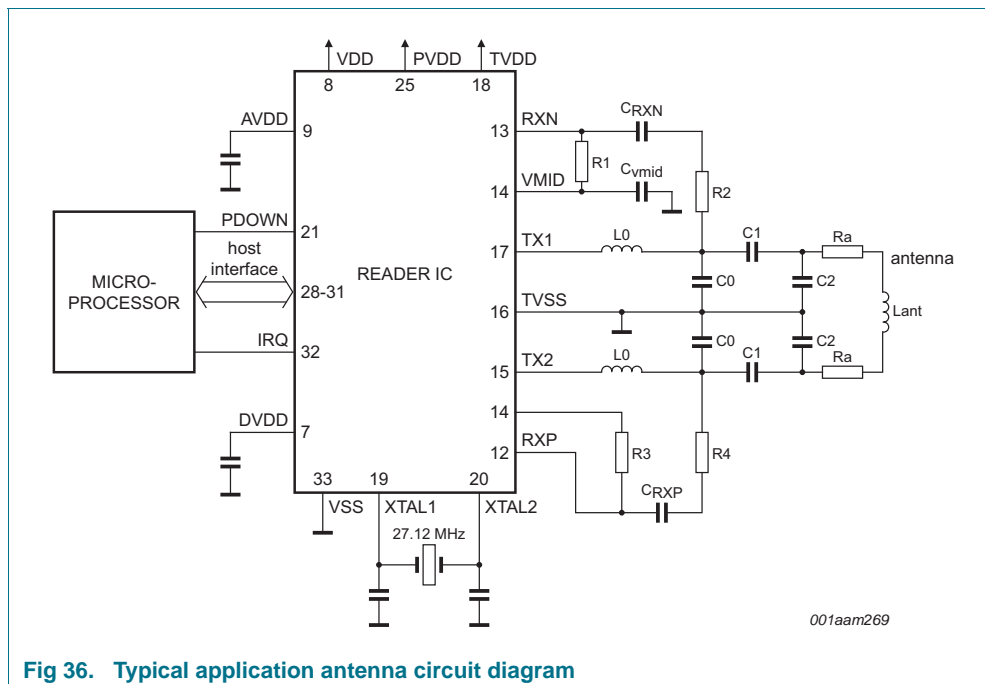 VDD PVDD TVDD
8 25 18
AVDD 9
13 RXN CRXN
R1
14 VMID Cvmid
R2
PDOWN 21
host
interface
28-31
MICRO-
PROCESSOR
READER IC
17 TX1 L0 C1 Ra
antenna
C0 C2
16 TVSS
Lant
C0 C2
IRQ 32
15 TX2 L0 C1 Ra
14
DVDD 7
12 RXP
R3 R4
CRXP
33 19 20
VSS XTAL1 XTAL2
27.12 MHz
001aam269
Fig 36. Typical application antenna circuit diagram